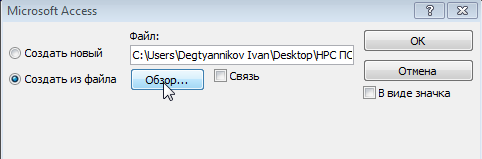 Microsoft Access
Файл:
Создать новый
C:\Users\Degtyannikov Ivan\Desktop\НРС ПС
OK
Создать из файла
Обзор...
Связь
Отмена
В виде значка